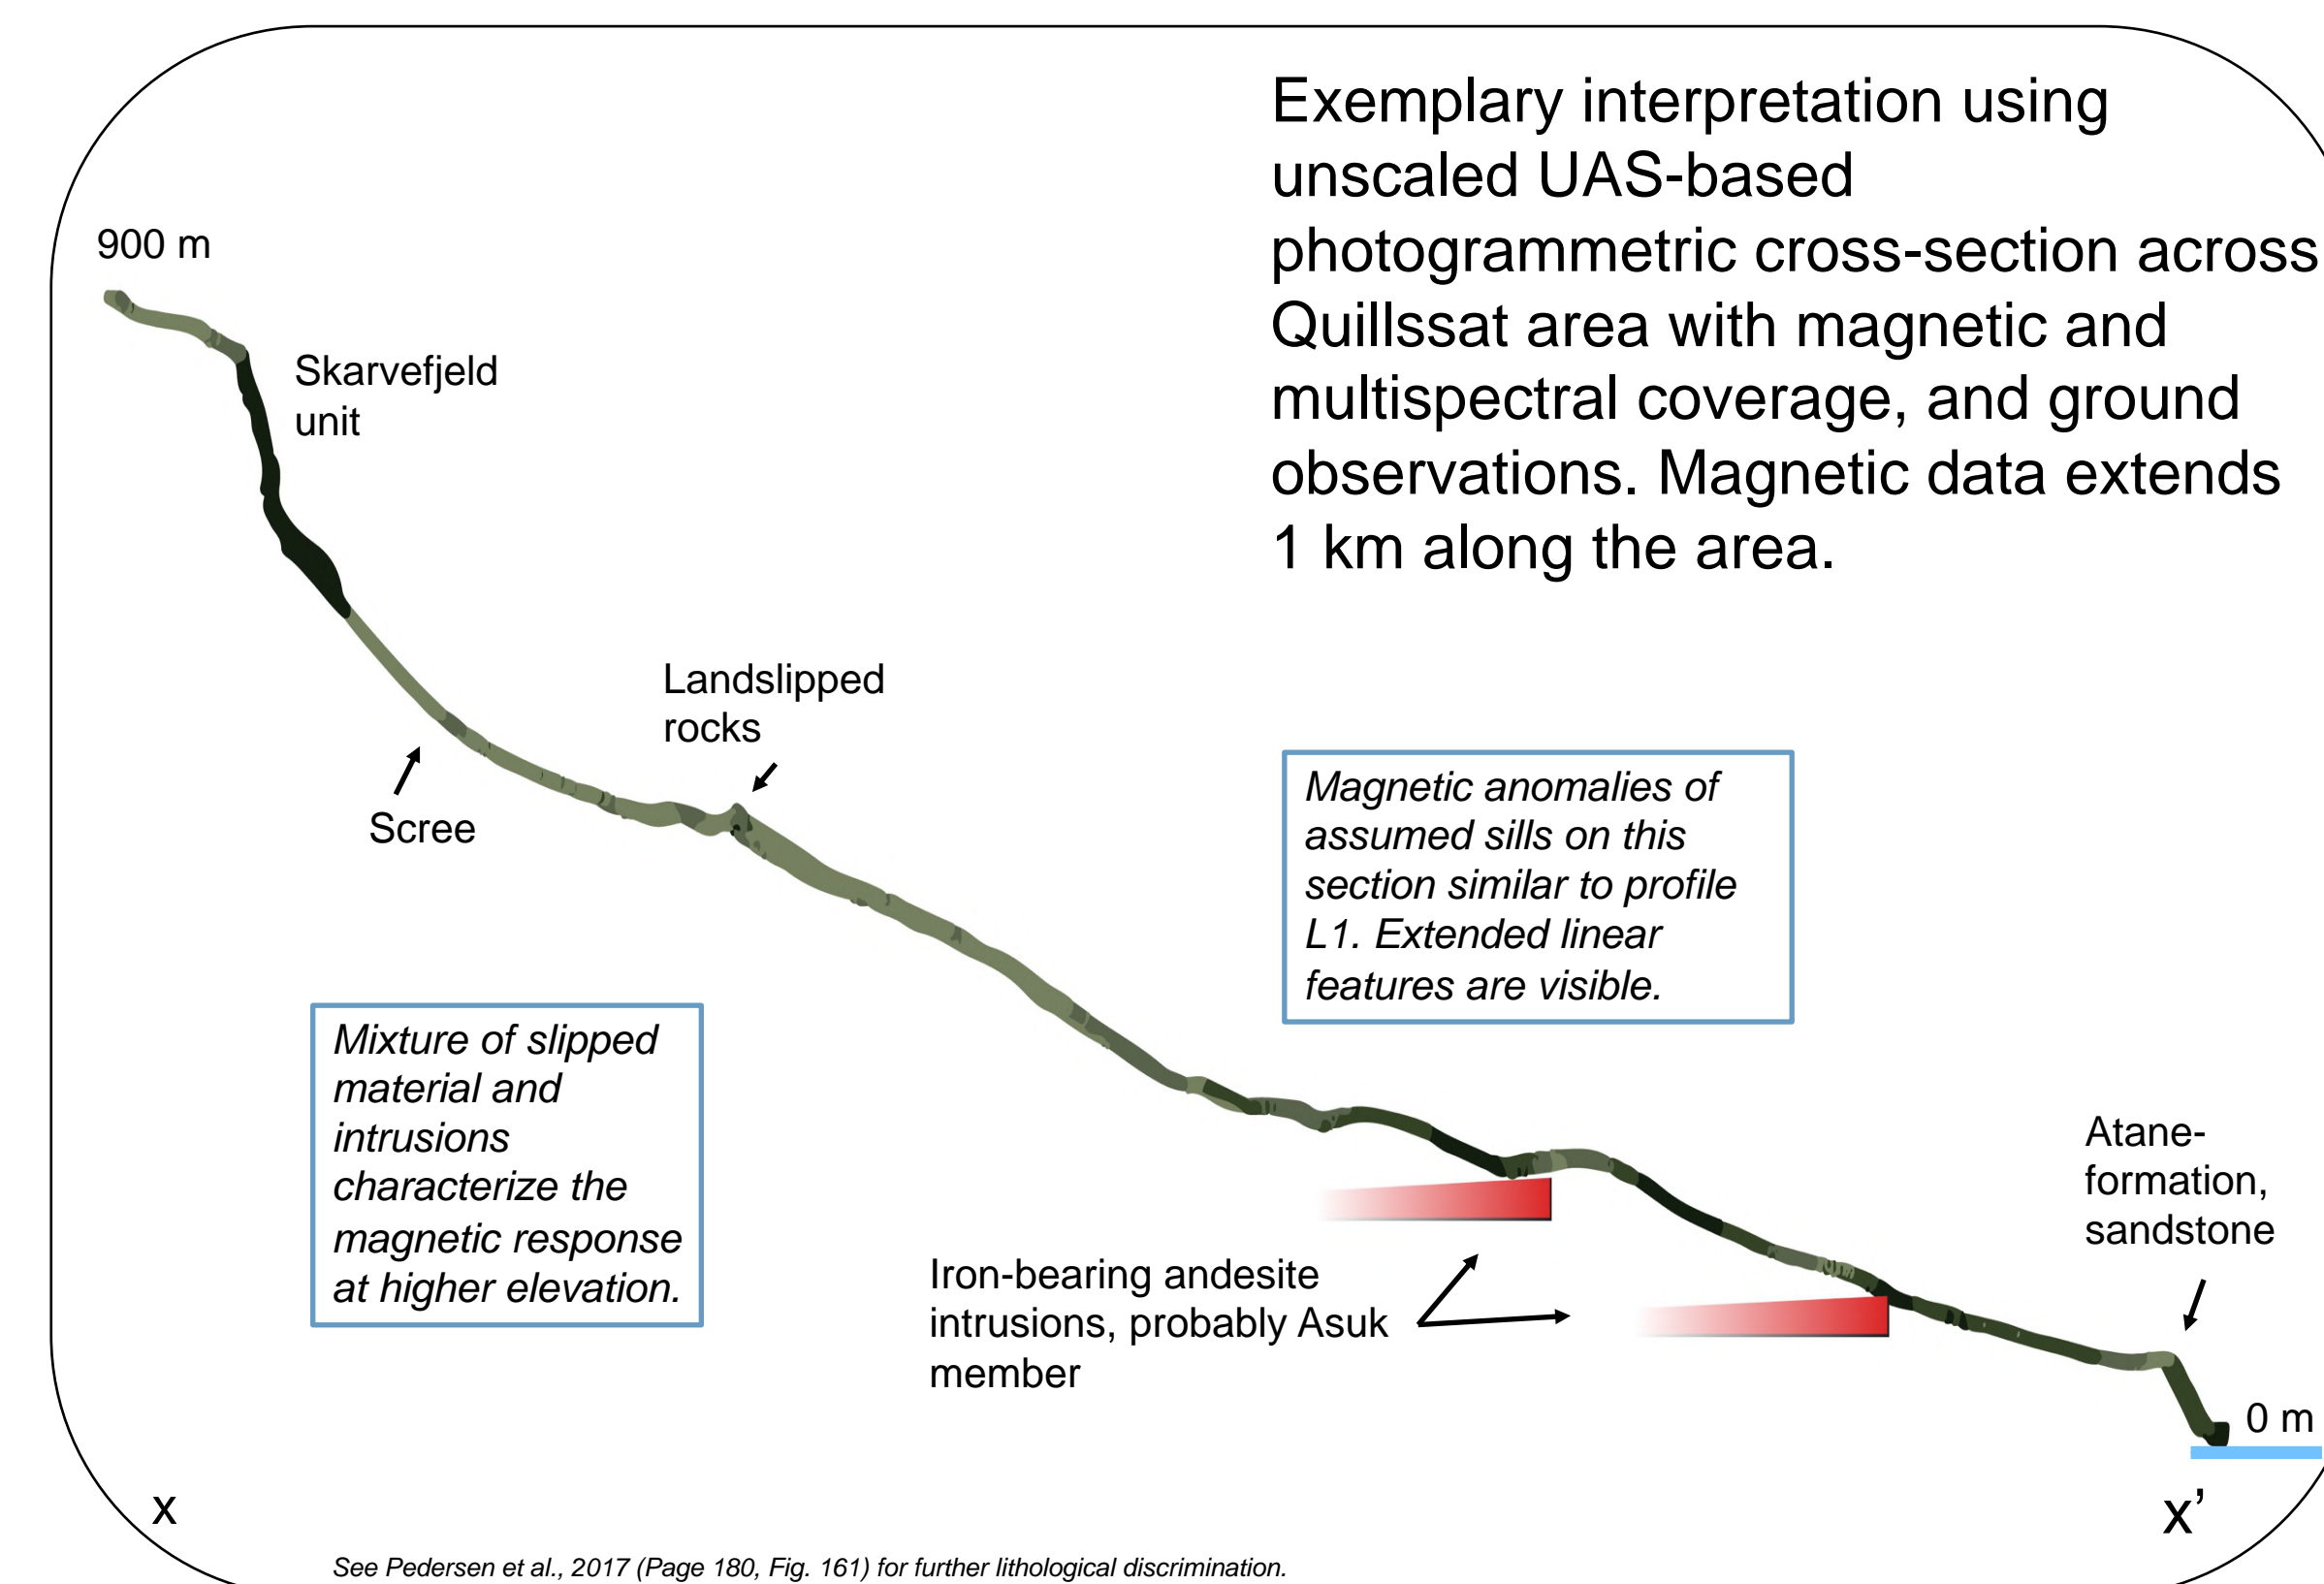 Exemplary interpretation using
unscaled UAS-based
photogrammetric cross-section across
Quillssat area with magnetic and
multispectral coverage, and ground
observations. Magnetic data extends
1 km along the area.
900 m
Skarvefjeld
unit
Landslipped
rocks
Scree
Magnetic anomalies of
assumed sills on this
section similar to profile
L1. Extended linear
features are visible.
Mixture of slipped
material and
intrusions
characterize the
magnetic response
at higher elevation.
Atane-
formation,
sandstone
Iron-bearing andesite
intrusions, probably Asuk
member
0 m
x
x’
See Pedersen et al., 2017 (Page 180, Fig. 161) for further lithological discrimination.